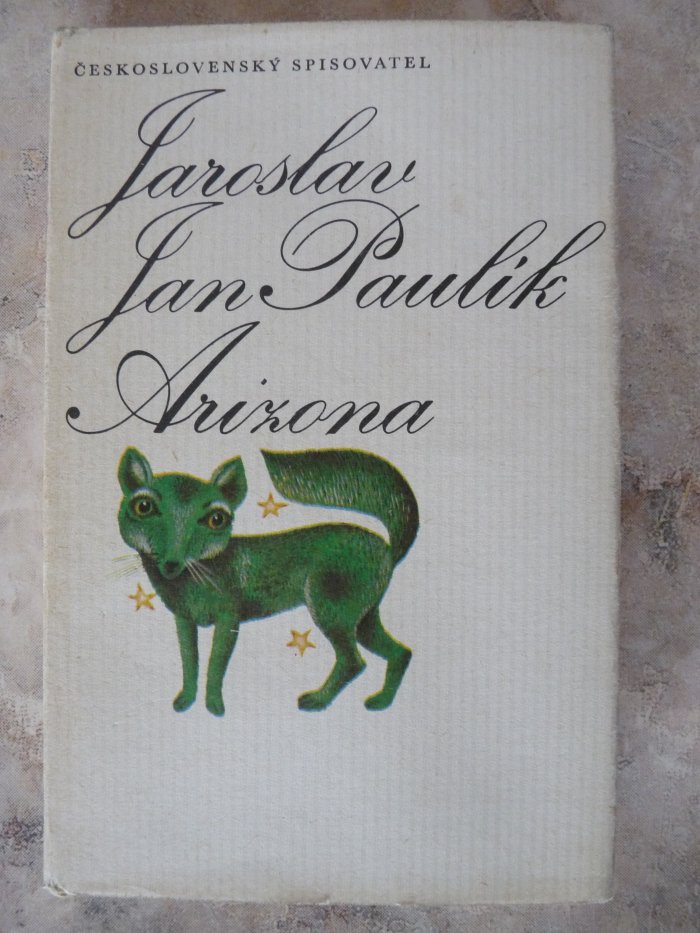 ČESKOSLOVENSKÝ SPISOVATEL
Jaroslav
Jan Paulík
Arizona